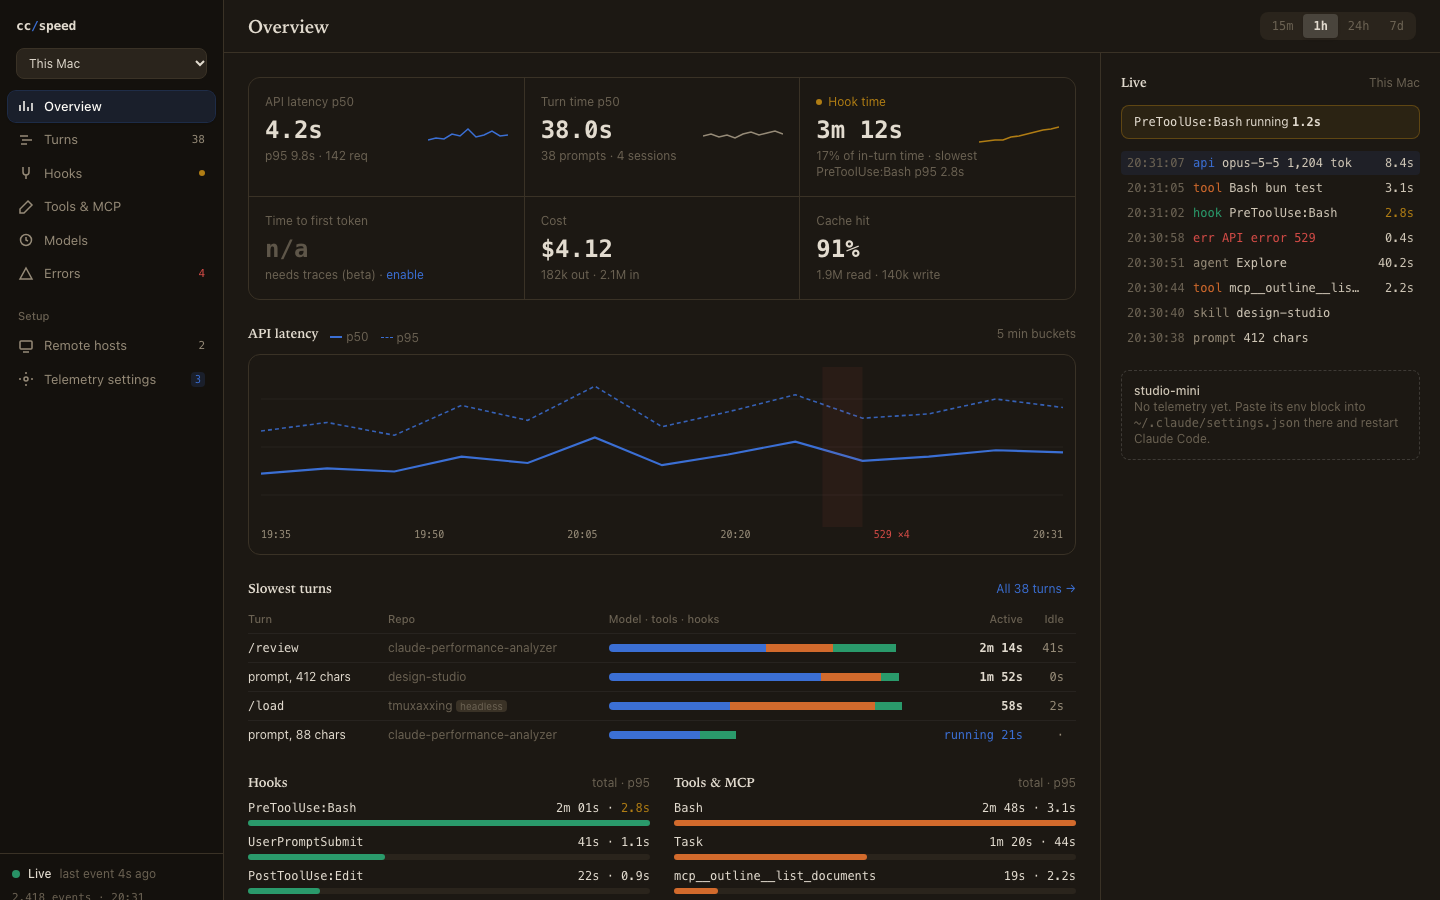 cc/speed
This Mac
Overview
Turns 38
Hooks
Tools & MCP
Models
Errors 4
Setup
Remote hosts 2
Telemetry settings 3
Live last event 4s ago
2,418 events · 20:31
Overview
15m 1h 24h 7d
API latency p50
4.2s
p95 9.8s · 142 req
Turn time p50
38.0s
38 prompts · 4 sessions
Hook time
3m 12s
17% of in-turn time · slowest
PreToolUse:Bash p95 2.8s
Time to first token
n/a
needs traces (beta) · enable
Cost
$4.12
182k out · 2.1M in
Cache hit
91%
1.9M read · 140k write
API latency p50 p95 5 min buckets
19:35 19:50 20:05 20:20 529 ×4 20:31
Slowest turns All 38 turns →
Turn Repo Model · tools · hooks Active Idle
/review claude-performance-analyzer 2m 14s 41s
prompt, 412 chars design-studio 1m 52s 0s
/load tmuxaxxing headless 58s 2s
prompt, 88 chars claude-performance-analyzer running 21s ·
Hooks total · p95
PreToolUse:Bash 2m 01s · 2.8s
UserPromptSubmit 41s · 1.1s
PostToolUse:Edit 22s · 0.9s
Tools & MCP total · p95
Bash 2m 48s · 3.1s
Task 1m 20s · 44s
mcp__outline__list_documents 19s · 2.2s
Live This Mac
PreToolUse:Bash running 1.2s
20:31:07 api opus-5-5 1,204 tok 8.4s
20:31:05 tool Bash bun test 3.1s
20:31:02 hook PreToolUse:Bash 2.8s
20:30:58 err API error 529 0.4s
20:30:51 agent Explore 40.2s
20:30:44 tool mcp__outline__lis… 2.2s
20:30:40 skill design-studio
20:30:38 prompt 412 chars
studio-mini
No telemetry yet. Paste its env block into
~/.claude/settings.json there and restart
Claude Code.